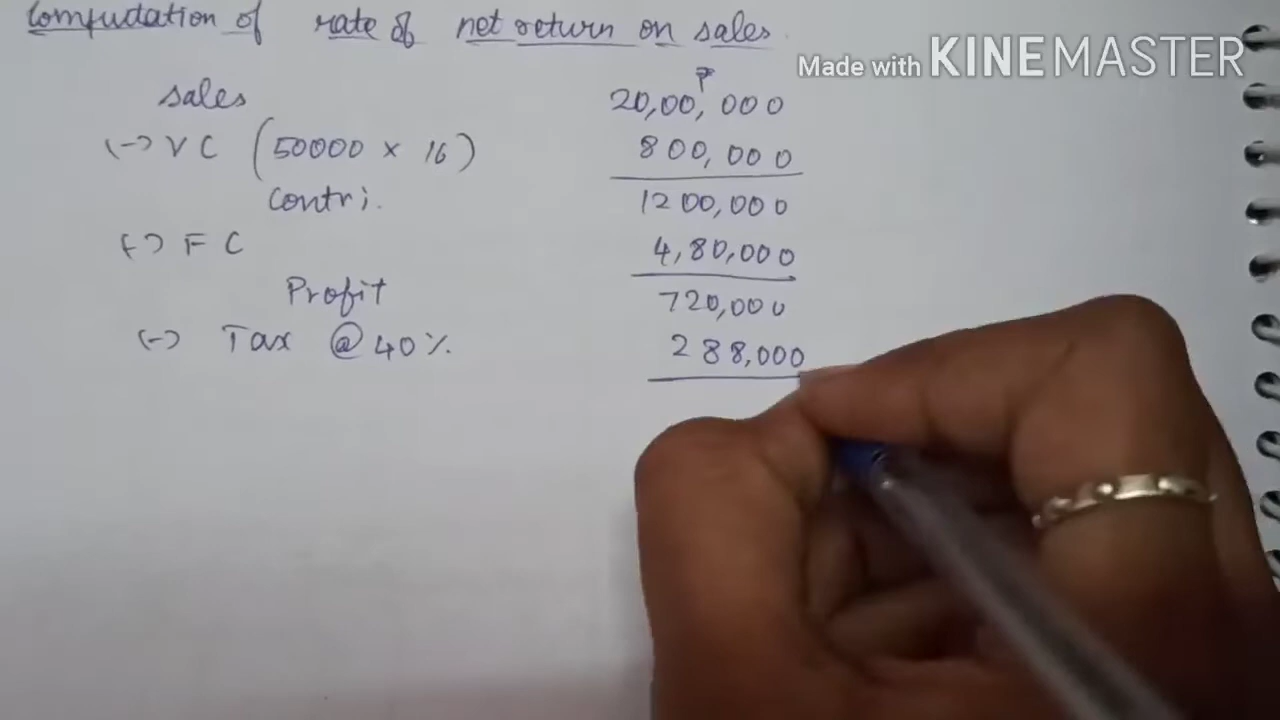 Computation of rate of net return on sales
Made with KINEMASTER
₹
sales 20,00,000
(-) VC (50000 × 16) 800,000
Contri. 1200,000
(-) FC 4,80,000
Profit 720,000
(-) Tax @ 40% 288,000